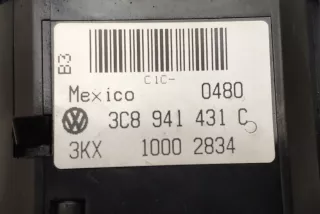 B3
C1C-
Mexico 0480
3C8 941 431 C
3KX 1000 2834